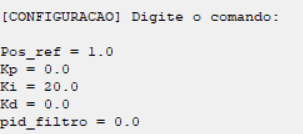 [CONFIGURACAO] Digite o comando:
Pos_ref = 1.0
Kp = 0.0
Ki = 20.0
Kd = 0.0
pid_filtro = 0.0